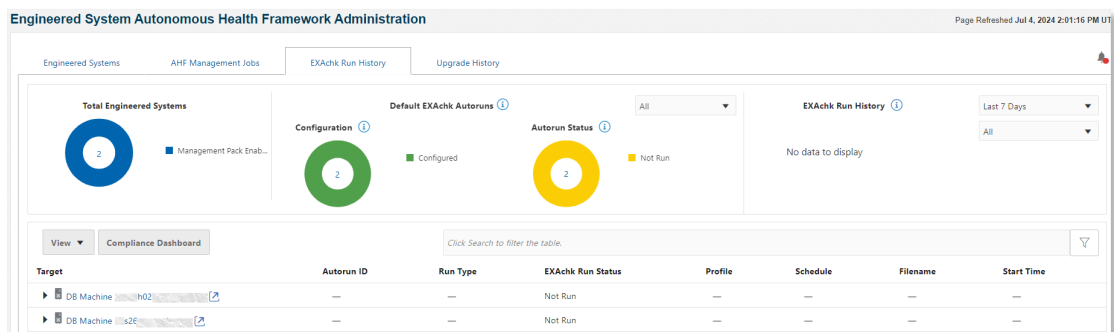 Engineered System Autonomous Health Framework Administration
Page Refreshed Jul 4, 2024 2:01:16 PM UT
Engineered Systems AHF Management Jobs EXAchk Run History Upgrade History
Total Engineered Systems
2
Management Pack Enab...
Default EXAchk Autoruns
All
Configuration
2
Configured
Autorun Status
2
Not Run
EXAchk Run History
Last 7 Days
All
No data to display
View Compliance Dashboard Click Search to filter the table.
Target Autorun ID Run Type EXAchk Run Status Profile Schedule Filename Start Time
DB Machine h02 — — Not Run — — — —
DB Machine s26 — — Not Run — — — —